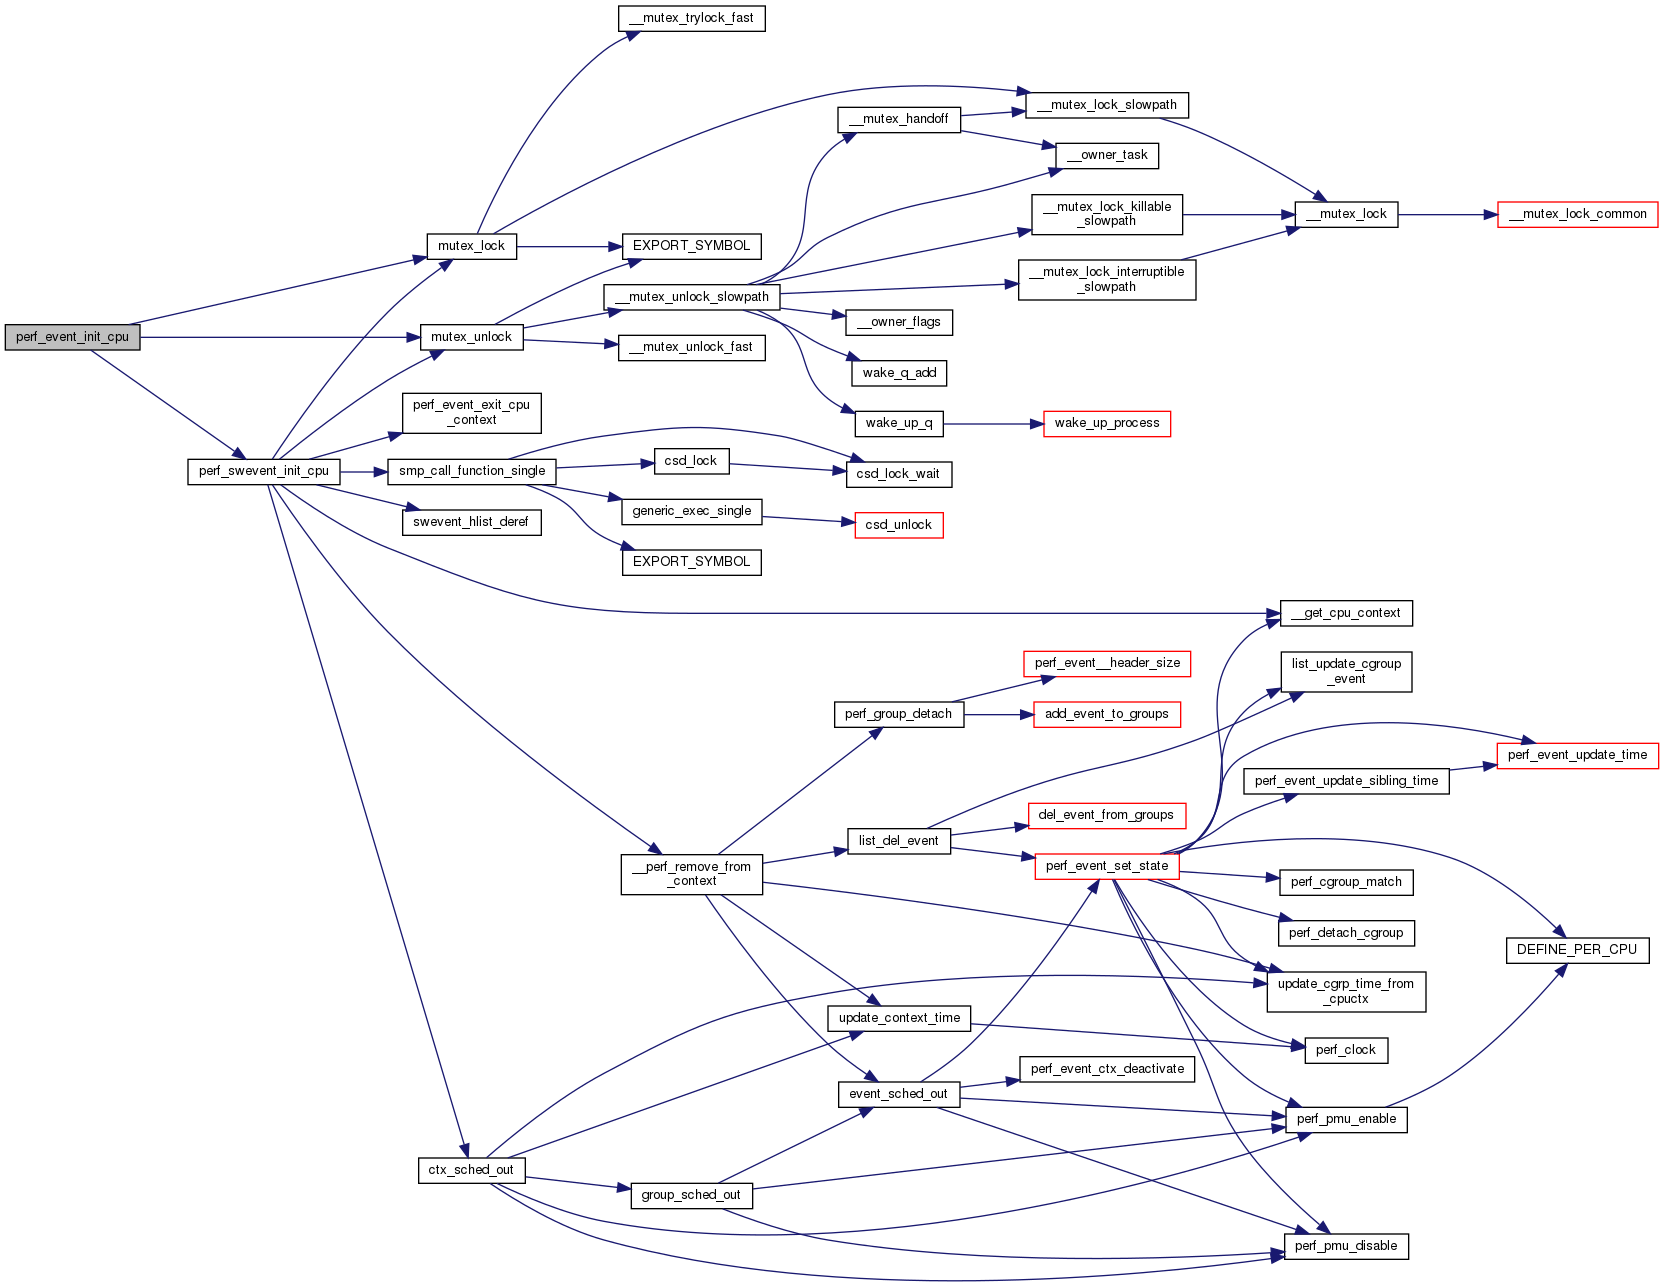 __mutex_trylock_fast
__mutex_lock_slowpath
__mutex_handoff
__owner_task
__mutex_lock_killable
_slowpath
__mutex_lock
__mutex_lock_common
mutex_lock
EXPORT_SYMBOL
__mutex_lock_interruptible
_slowpath
__mutex_unlock_slowpath
__owner_flags
perf_event_init_cpu
mutex_unlock
__mutex_unlock_fast
wake_q_add
perf_event_exit_cpu
_context
wake_up_q
wake_up_process
perf_swevent_init_cpu
smp_call_function_single
csd_lock
csd_lock_wait
swevent_hlist_deref
generic_exec_single
csd_unlock
EXPORT_SYMBOL
__get_cpu_context
perf_event__header_size
list_update_cgroup
_event
perf_group_detach
add_event_to_groups
perf_event_update_time
perf_event_update_sibling_time
del_event_from_groups
list_del_event
perf_event_set_state
__perf_remove_from
_context
perf_cgroup_match
perf_detach_cgroup
DEFINE_PER_CPU
update_cgrp_time_from
_cpuctx
update_context_time
perf_clock
perf_event_ctx_deactivate
event_sched_out
perf_pmu_enable
ctx_sched_out
group_sched_out
perf_pmu_disable